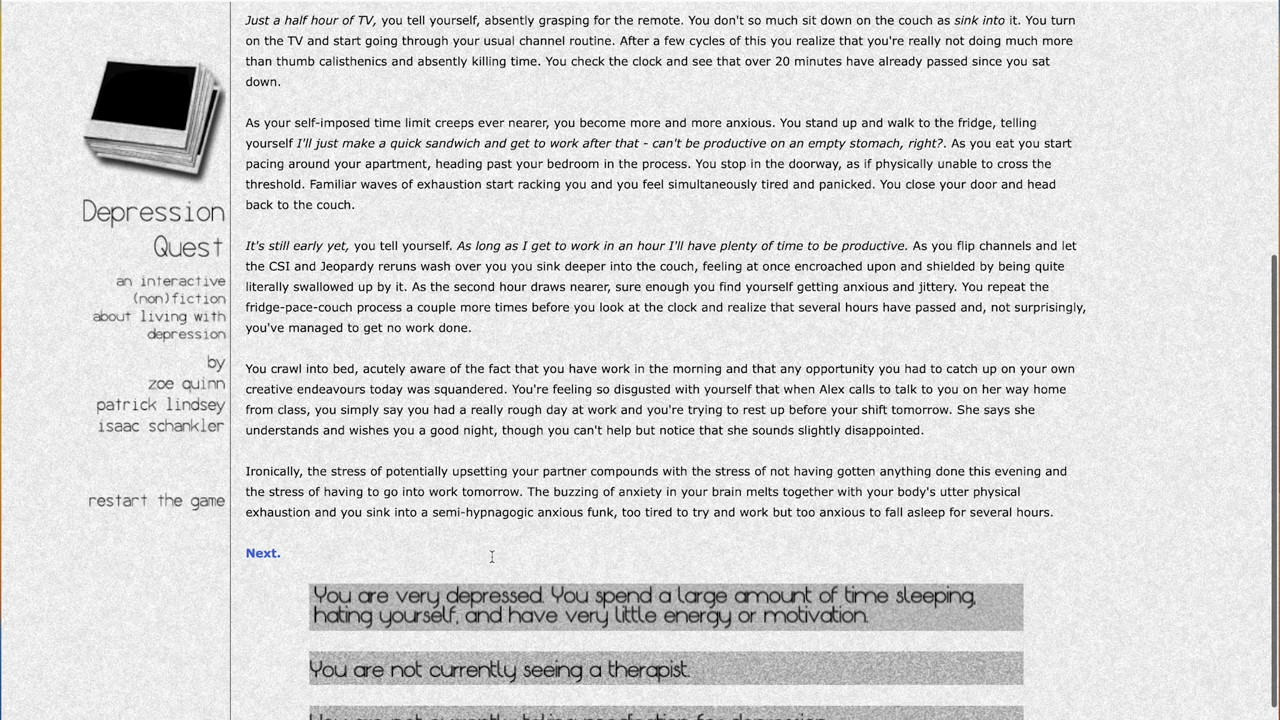 Just a half hour of TV, you tell yourself, absently grasping for the remote. You don't so much sit down on the couch as sink into it. You turn
on the TV and start going through your usual channel routine. After a few cycles of this you realize that you're really not doing much more
than thumb calisthenics and absently killing time. You check the clock and see that over 20 minutes have already passed since you sat
down.
As your self-imposed time limit creeps ever nearer, you become more and more anxious. You stand up and walk to the fridge, telling
yourself I'll just make a quick sandwich and get to work after that - can't be productive on an empty stomach, right?. As you eat you start
pacing around your apartment, heading past your bedroom in the process. You stop in the doorway, as if physically unable to cross the
threshold. Familiar waves of exhaustion start racking you and you feel simultaneously tired and panicked. You close your door and head
back to the couch.
It's still early yet, you tell yourself. As long as I get to work in an hour I'll have plenty of time to be productive. As you flip channels and let
the CSI and Jeopardy reruns wash over you you sink deeper into the couch, feeling at once encroached upon and shielded by being quite
literally swallowed up by it. As the second hour draws nearer, sure enough you find yourself getting anxious and jittery. You repeat the
fridge-pace-couch process a couple more times before you look at the clock and realize that several hours have passed and, not surprisingly,
you've managed to get no work done.
You crawl into bed, acutely aware of the fact that you have work in the morning and that any opportunity you had to catch up on your own
creative endeavours today was squandered. You're feeling so disgusted with yourself that when Alex calls to talk to you on her way home
from class, you simply say you had a really rough day at work and you're trying to rest up before your shift tomorrow. She says she
understands and wishes you a good night, though you can't help but notice that she sounds slightly disappointed.
Ironically, the stress of potentially upsetting your partner compounds with the stress of not having gotten anything done this evening and
the stress of having to go into work tomorrow. The buzzing of anxiety in your brain melts together with your body's utter physical
exhaustion and you sink into a semi-hypnagogic anxious funk, too tired to try and work but too anxious to fall asleep for several hours.
Next.
Depression
Quest
an interactive
(non)fiction
about living with
depression
by
zoe quinn
patrick lindsey
isaac schankler
restart the game
You are very depressed. You spend a large amount of time sleeping,
hating yourself, and have very little energy or motivation.
You are not currently seeing a therapist.